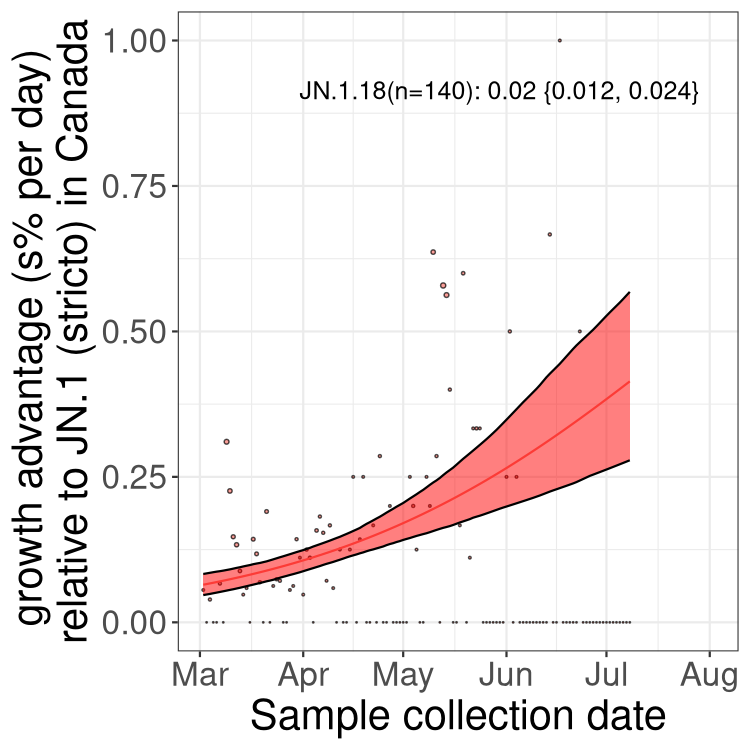 growth advantage (s% per day)
relative to JN.1 (stricto) in Canada
1.00
0.75
0.50
0.25
0.00
JN.1.18(n=140): 0.02 {0.012, 0.024}
Mar Apr May Jun Jul Aug
Sample collection date